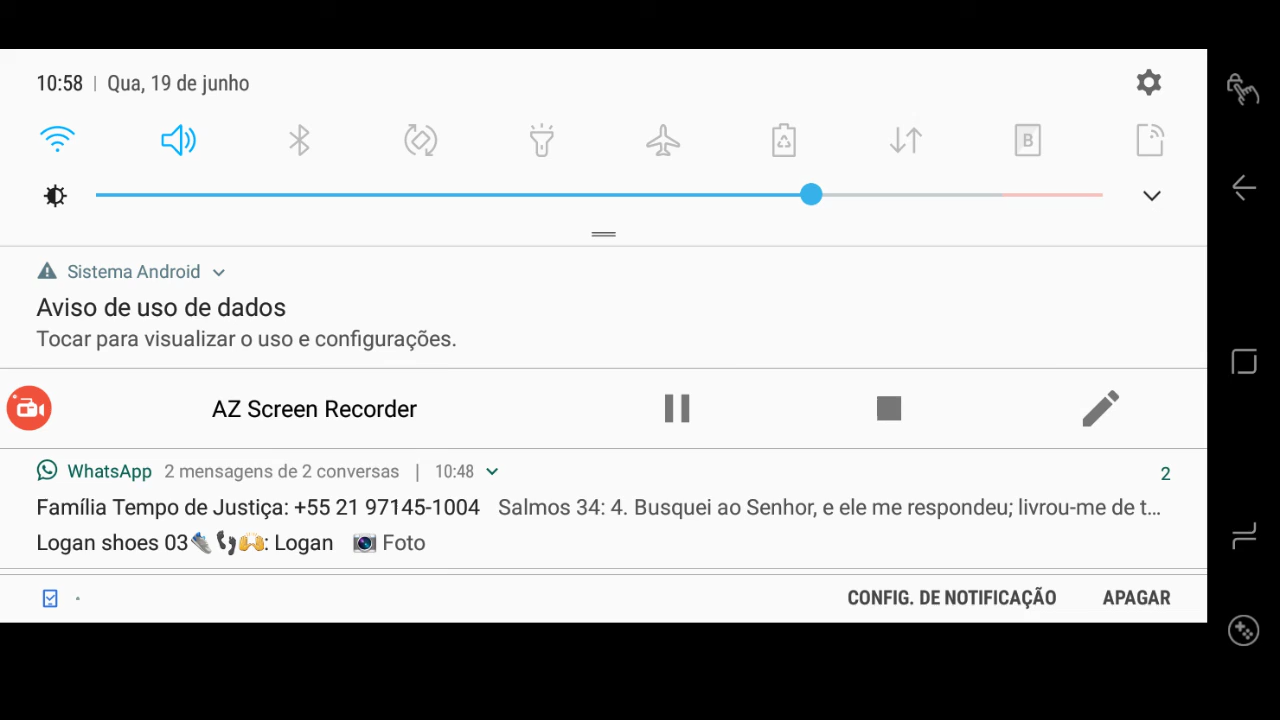 10:58 | Qua, 19 de junho
B
Sistema Android
Aviso de uso de dados
Tocar para visualizar o uso e configurações.
AZ Screen Recorder
WhatsApp 2 mensagens de 2 conversas | 10:48 2
Família Tempo de Justiça: +55 21 97145-1004 Salmos 34: 4. Busquei ao Senhor, e ele me respondeu; livrou-me de t...
Logan shoes 03👟👣🙌: Logan 📷 Foto
CONFIG. DE NOTIFICAÇÃO APAGAR